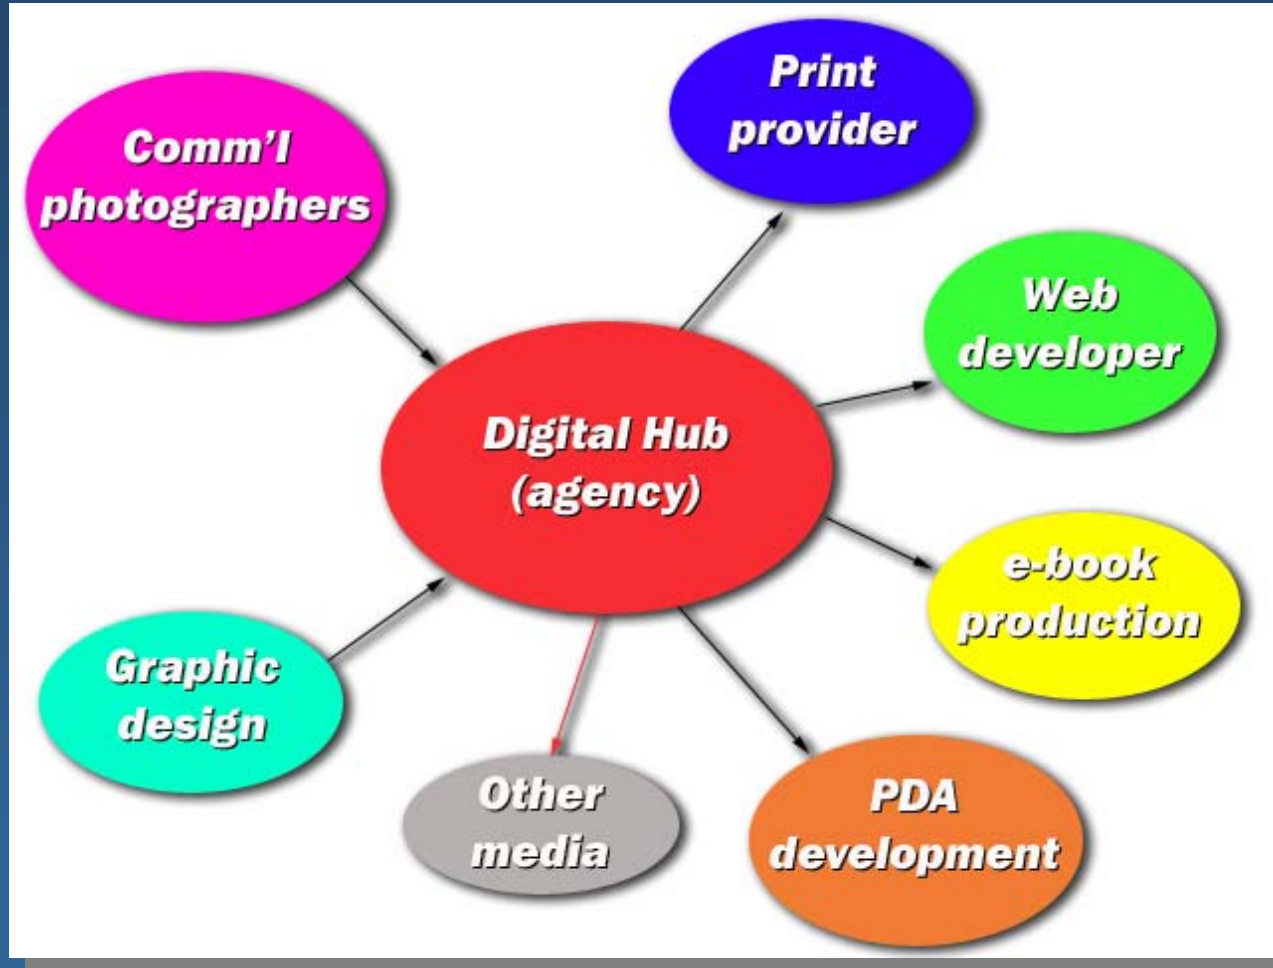 Comm'l
photographers
Print
provider
Web
developer
Digital Hub
(agency)
e-book
production
Graphic
design
Other
media
PDA
development